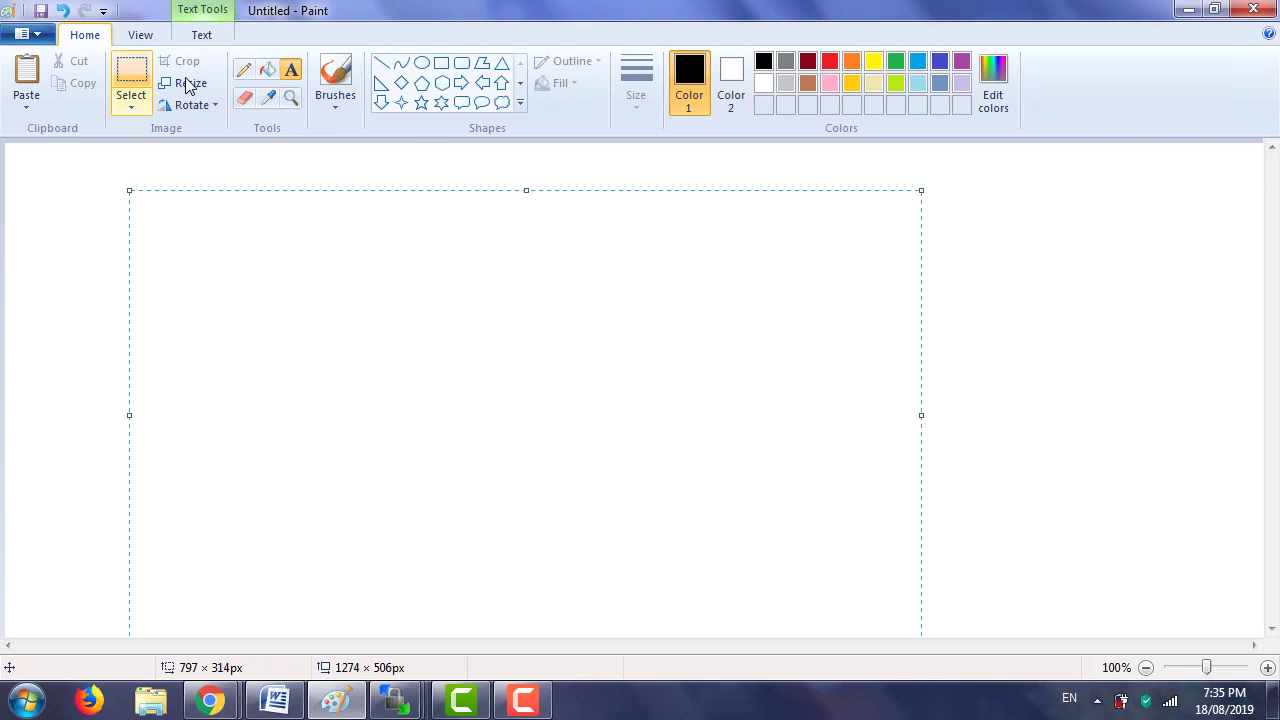 Text Tools
Untitled - Paint
Home
View
Text
Paste
Cut
Copy
Clipboard
Select
Crop
Resize
Rotate
Image
A
Tools
Brushes
Shapes
Outline
Fill
Size
Color
1
Color
2
Edit
colors
Colors
797 × 314px
1274 × 506px
100%
EN
7:35 PM
18/08/2019